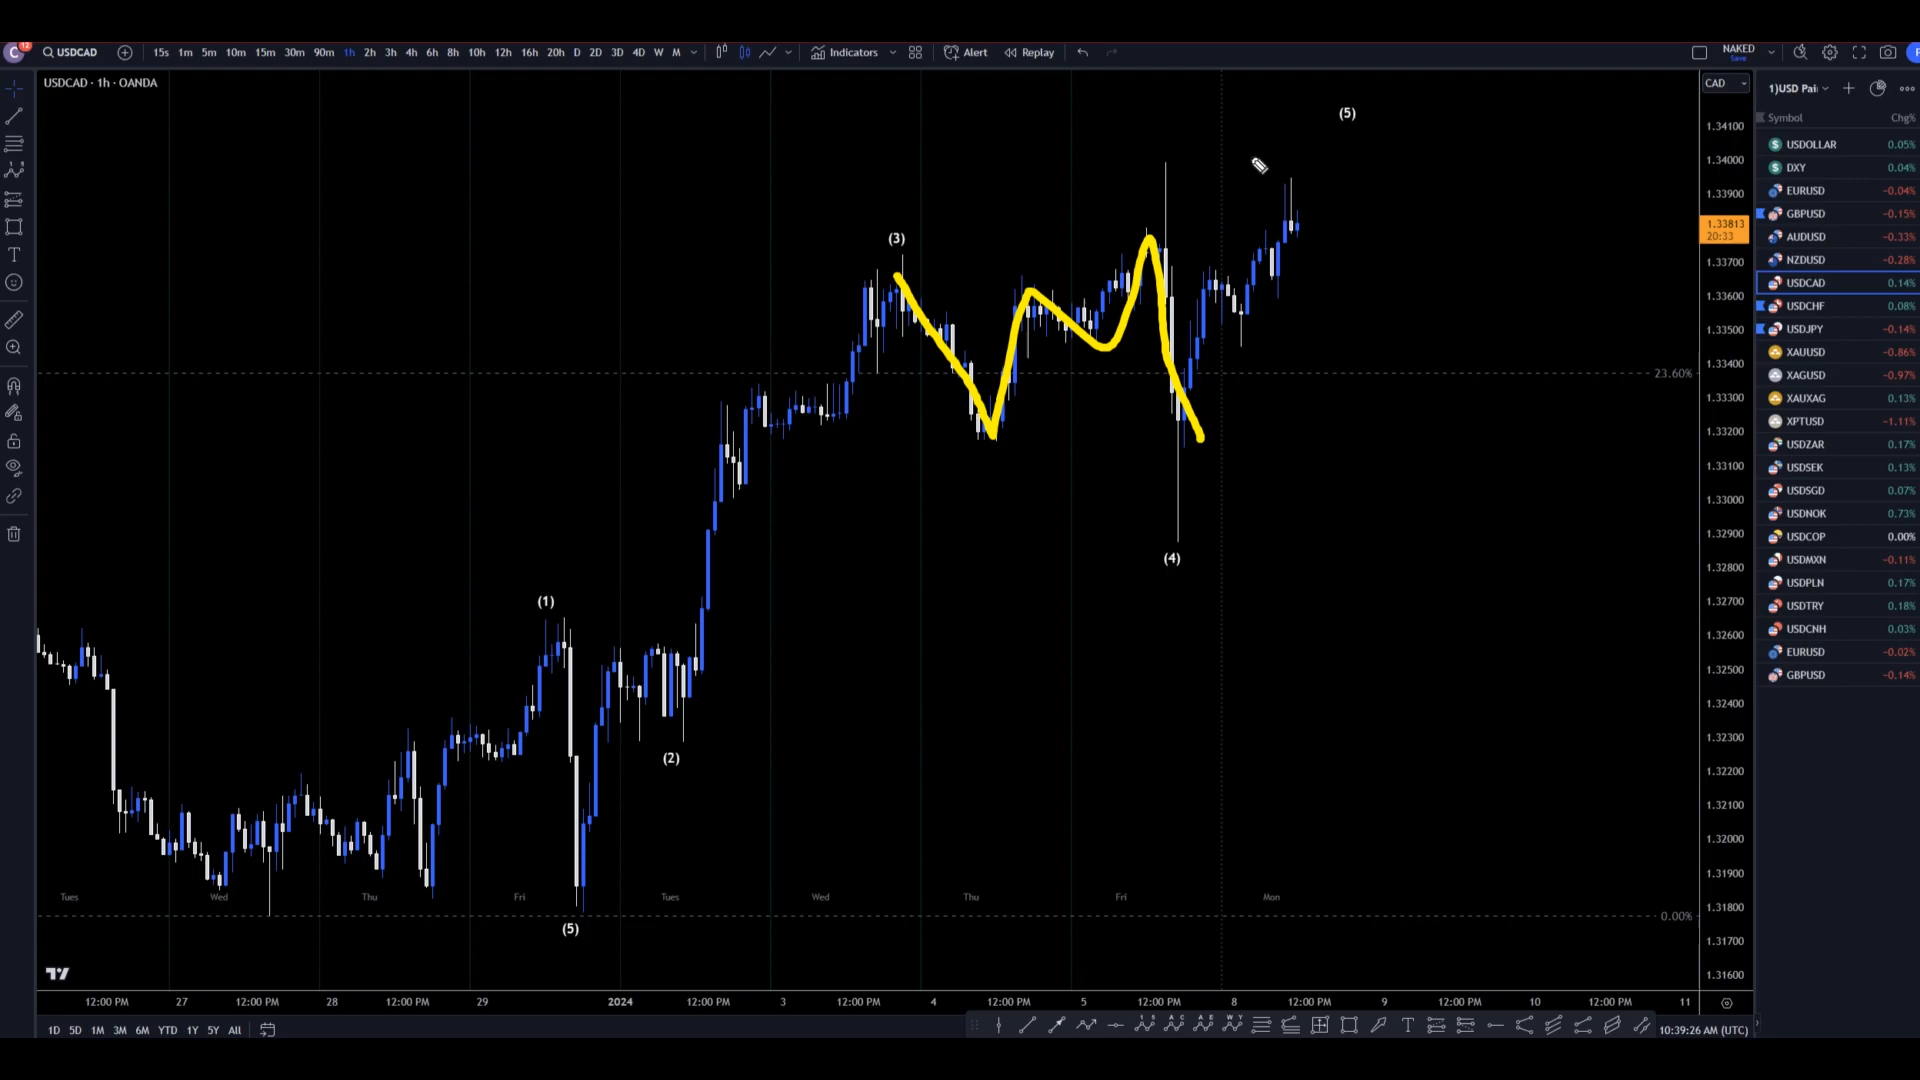 C 12 USDCAD 15s 1m 5m 10m 15m 30m 90m 1h 2h 3h 4h 6h 8h 10h 12h 16h 20h D 2D 3D 4D W M Indicators Alert Replay NAKED
Save
USDCAD · 1h · OANDA
CAD
1)USD Pai
Symbol Chg%
USDOLLAR 0.05%
DXY 0.04%
EURUSD −0.04%
GBPUSD −0.15%
AUDUSD −0.33%
NZDUSD −0.28%
USDCAD 0.14%
USDCHF 0.08%
USDJPY −0.14%
XAUUSD −0.86%
XAGUSD −0.97%
XAUXAG 0.13%
XPTUSD −1.11%
USDZAR 0.17%
USDSEK 0.13%
USDSGD 0.07%
USDNOK 0.73%
USDCOP 0.00%
USDMXN −0.11%
USDPLN 0.17%
USDTRY 0.18%
USDCNH 0.03%
EURUSD −0.02%
GBPUSD −0.14%
(5)
(3)
(4)
(1)
(2)
(5)
1.34100
1.34000
1.33900
1.33813
20:33
1.33700
1.33600
1.33500
1.33400
23.60%
1.33300
1.33200
1.33100
1.33000
1.32900
1.32800
1.32700
1.32600
1.32500
1.32400
1.32300
1.32200
1.32100
1.32000
1.31900
1.31800
0.00%
1.31700
1.31600
Tues Wed Thu Fri Tues Wed Thu Fri Mon
12:00 PM 27 12:00 PM 28 12:00 PM 29 2024 12:00 PM 3 12:00 PM 4 12:00 PM 5 12:00 PM 8 12:00 PM 9 12:00 PM 10 12:00 PM 11
1D 5D 1M 3M 6M YTD 1Y 5Y All
10:39:26 AM (UTC)